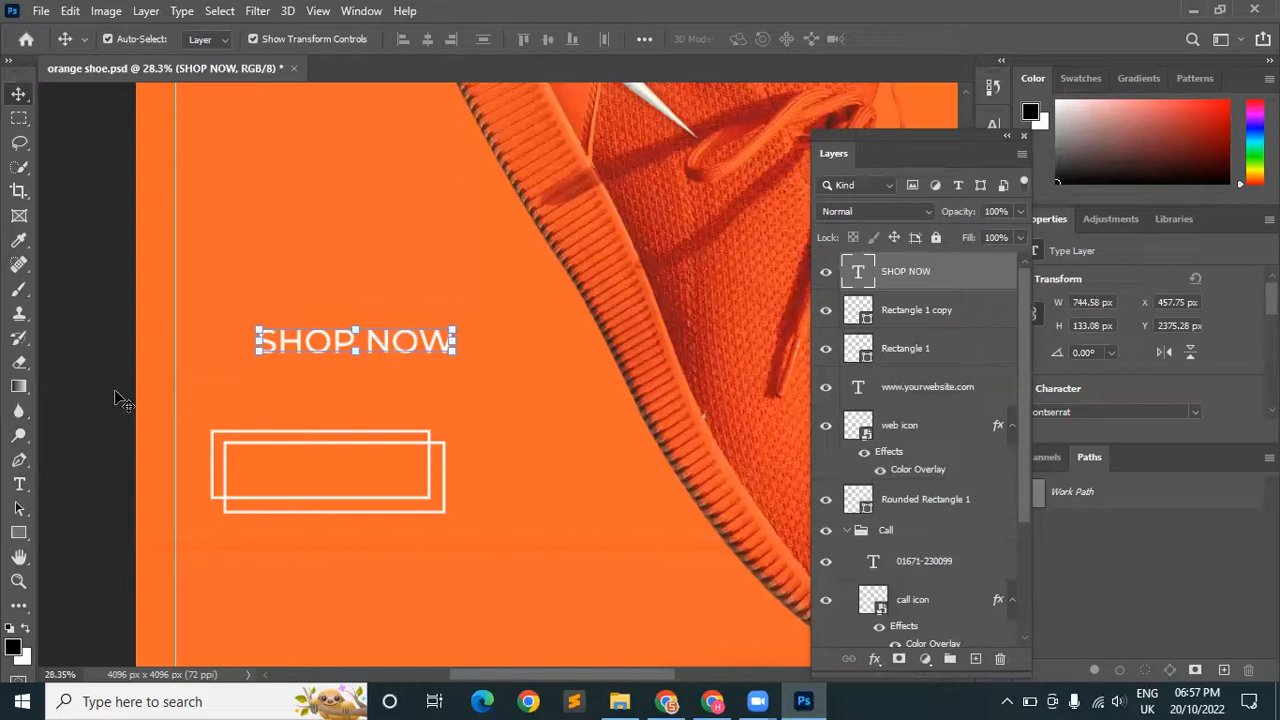 File Edit Image Layer Type Select Filter 3D View Window Help
Auto-Select: Layer Show Transform Controls 3D Mode:
orange shoe.psd @ 28.3% (SHOP NOW, RGB/8) *
Color Swatches Gradients Patterns
Layers
Kind
Normal Opacity: 100%
Lock: Fill: 100%
SHOP NOW
Rectangle 1 copy
Rectangle 1
www.yourwebsite.com
web icon fx
Effects
Color Overlay
Rounded Rectangle 1
Call
01671-230099
call icon fx
Effects
Color Overlay
operties Adjustments Libraries
Type Layer
Transform
W 744.58 px X 457.75 px
H 133.08 px Y 2375.28 px
0.00°
Character
ontserrat
annels Paths
Work Path
SHOP NOW
28.35% 4096 px x 4096 px (72 ppi)
Type here to search
ENG
UK
06:57 PM
20/10/2022